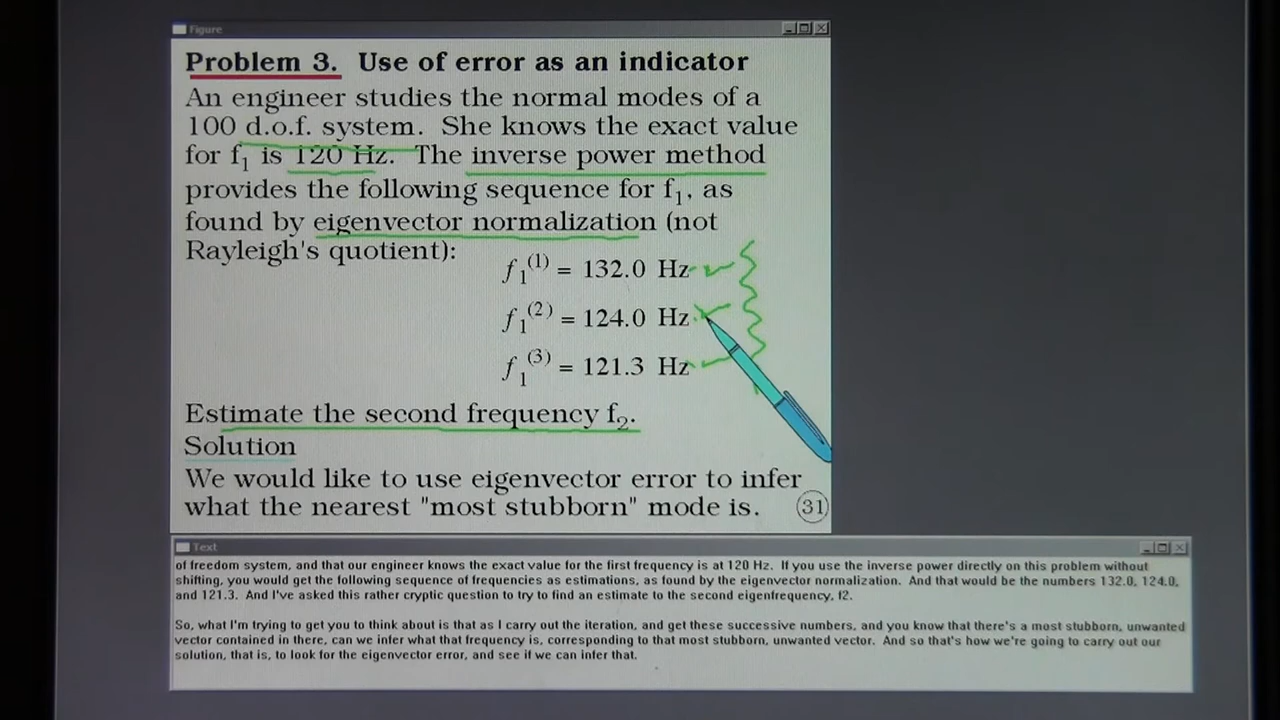 Figure
Problem 3. Use of error as an indicator
An engineer studies the normal modes of a
100 d.o.f. system. She knows the exact value
for f₁ is 120 Hz. The inverse power method
provides the following sequence for f₁, as
found by eigenvector normalization (not
Rayleigh's quotient):
f₁⁽¹⁾ = 132.0 Hz
f₁⁽²⁾ = 124.0 Hz
f₁⁽³⁾ = 121.3 Hz
Estimate the second frequency f₂.
Solution
We would like to use eigenvector error to infer
what the nearest "most stubborn" mode is. 31
Text
of freedom system, and that our engineer knows the exact value for the first frequency is at 120 Hz. If you use the inverse power directly on this problem without
shifting, you would get the following sequence of frequencies as estimations, as found by the eigenvector normalization. And that would be the numbers 132.0, 124.0,
and 121.3. And I've asked this rather cryptic question to try to find an estimate to the second eigenfrequency, f2.
So, what I'm trying to get you to think about is that as I carry out the iteration, and get these successive numbers, and you know that there's a most stubborn, unwanted
vector contained in there, can we infer what that frequency is, corresponding to that most stubborn, unwanted vector. And so that's how we're going to carry out our
solution, that is, to look for the eigenvector error, and see if we can infer that.